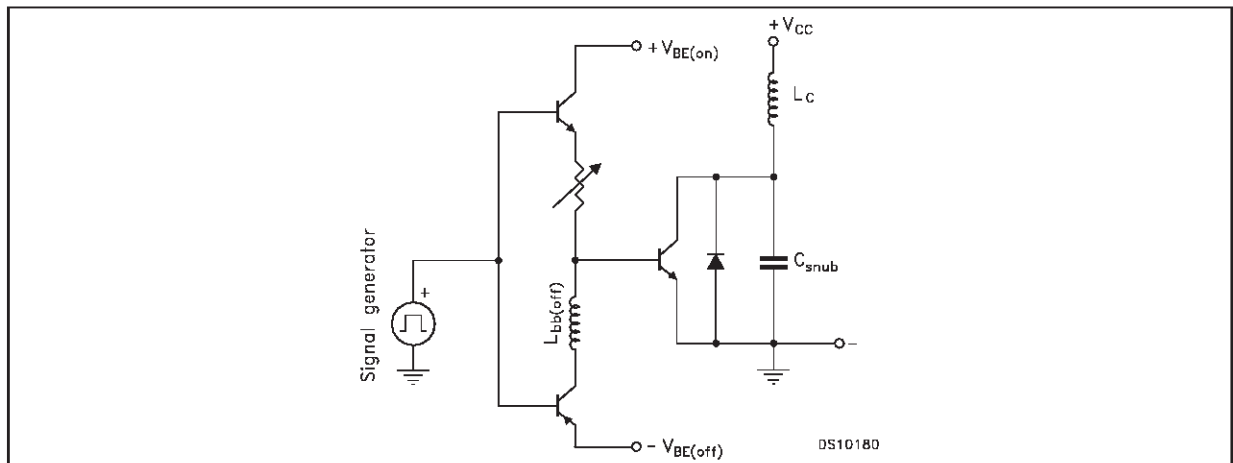 + V_CC
+ V_BE(on)
L_C
Signal generator
+
C_snub
L_bb(off)
-
- V_BE(off)
DS10180